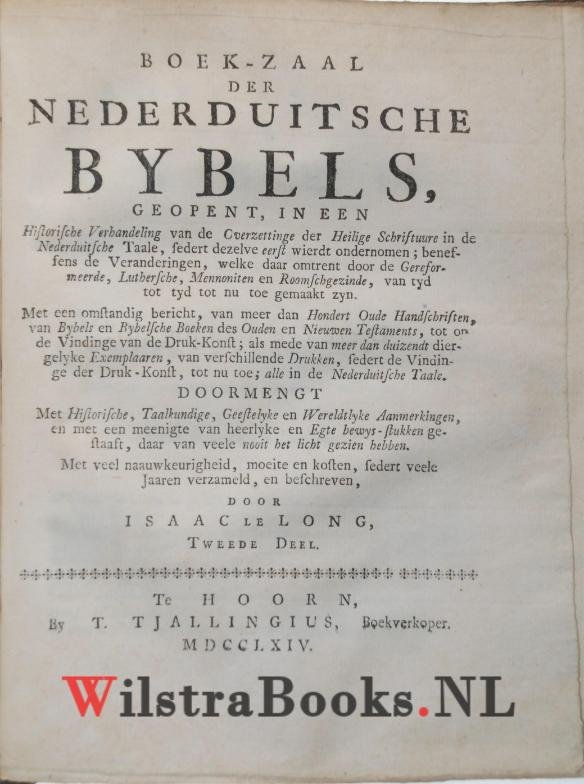 BOEK-ZAAL
DER
NEDERDUITSCHE
BYBELS,
GEOPENT, IN EEN
Historische Verhandeling van de Overzettinge der Heilige Schriftuure in de
Nederduitsche Taale, sedert dezelve eerst wierdt ondernomen; benef-
fens de Veranderingen, welke daar omtrent door de Gerefor-
meerde, Luthersche, Mennoniten en Roomschgezinde, van tyd
tot tyd tot nu toe gemaakt zyn.
Met een omstandig bericht, van meer dan Hondert Oude Handschriften,
van Bybels en Bybelsche Boeken des Ouden en Nieuwen Testaments, tot op
de Vindinge van de Druk-Konst; als mede van meer dan duizendt dier-
gelyke Exemplaaren, van verschillende Drukken, sedert de Vindin-
ge der Druk-Konst, tot nu toe; alle in de Nederduitsche Taale.
DOORMENGT
Met Historische, Taalkundige, Geestelyke en Wereldtlyke Aanmerkingen,
en met een meenigte van heerlyke en Egte bewys-stukken ge-
staaft, daar van veele nooit het licht gezien hebben.
Met veel naauwkeurigheid, moeite en kosten, sedert veele
Jaaren verzameld, en beschreven,
DOOR
ISAAC LE LONG,
TWEEDE DEEL.
Te HOORN,
By T. TJALLINGIUS, Boekverkoper.
MDCCLXIV.
WilstraBooks.NL